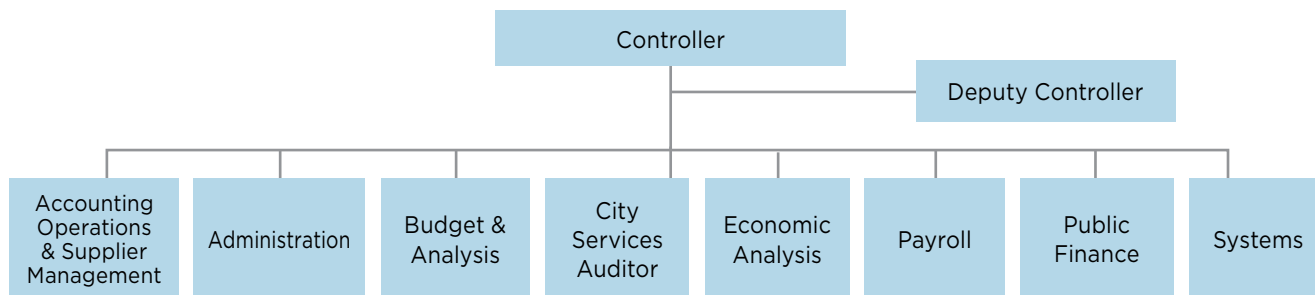 Controller
Deputy Controller
Accounting
Operations
& Supplier
Management
Administration
Budget &
Analysis
City
Services
Auditor
Economic
Analysis
Payroll
Public
Finance
Systems